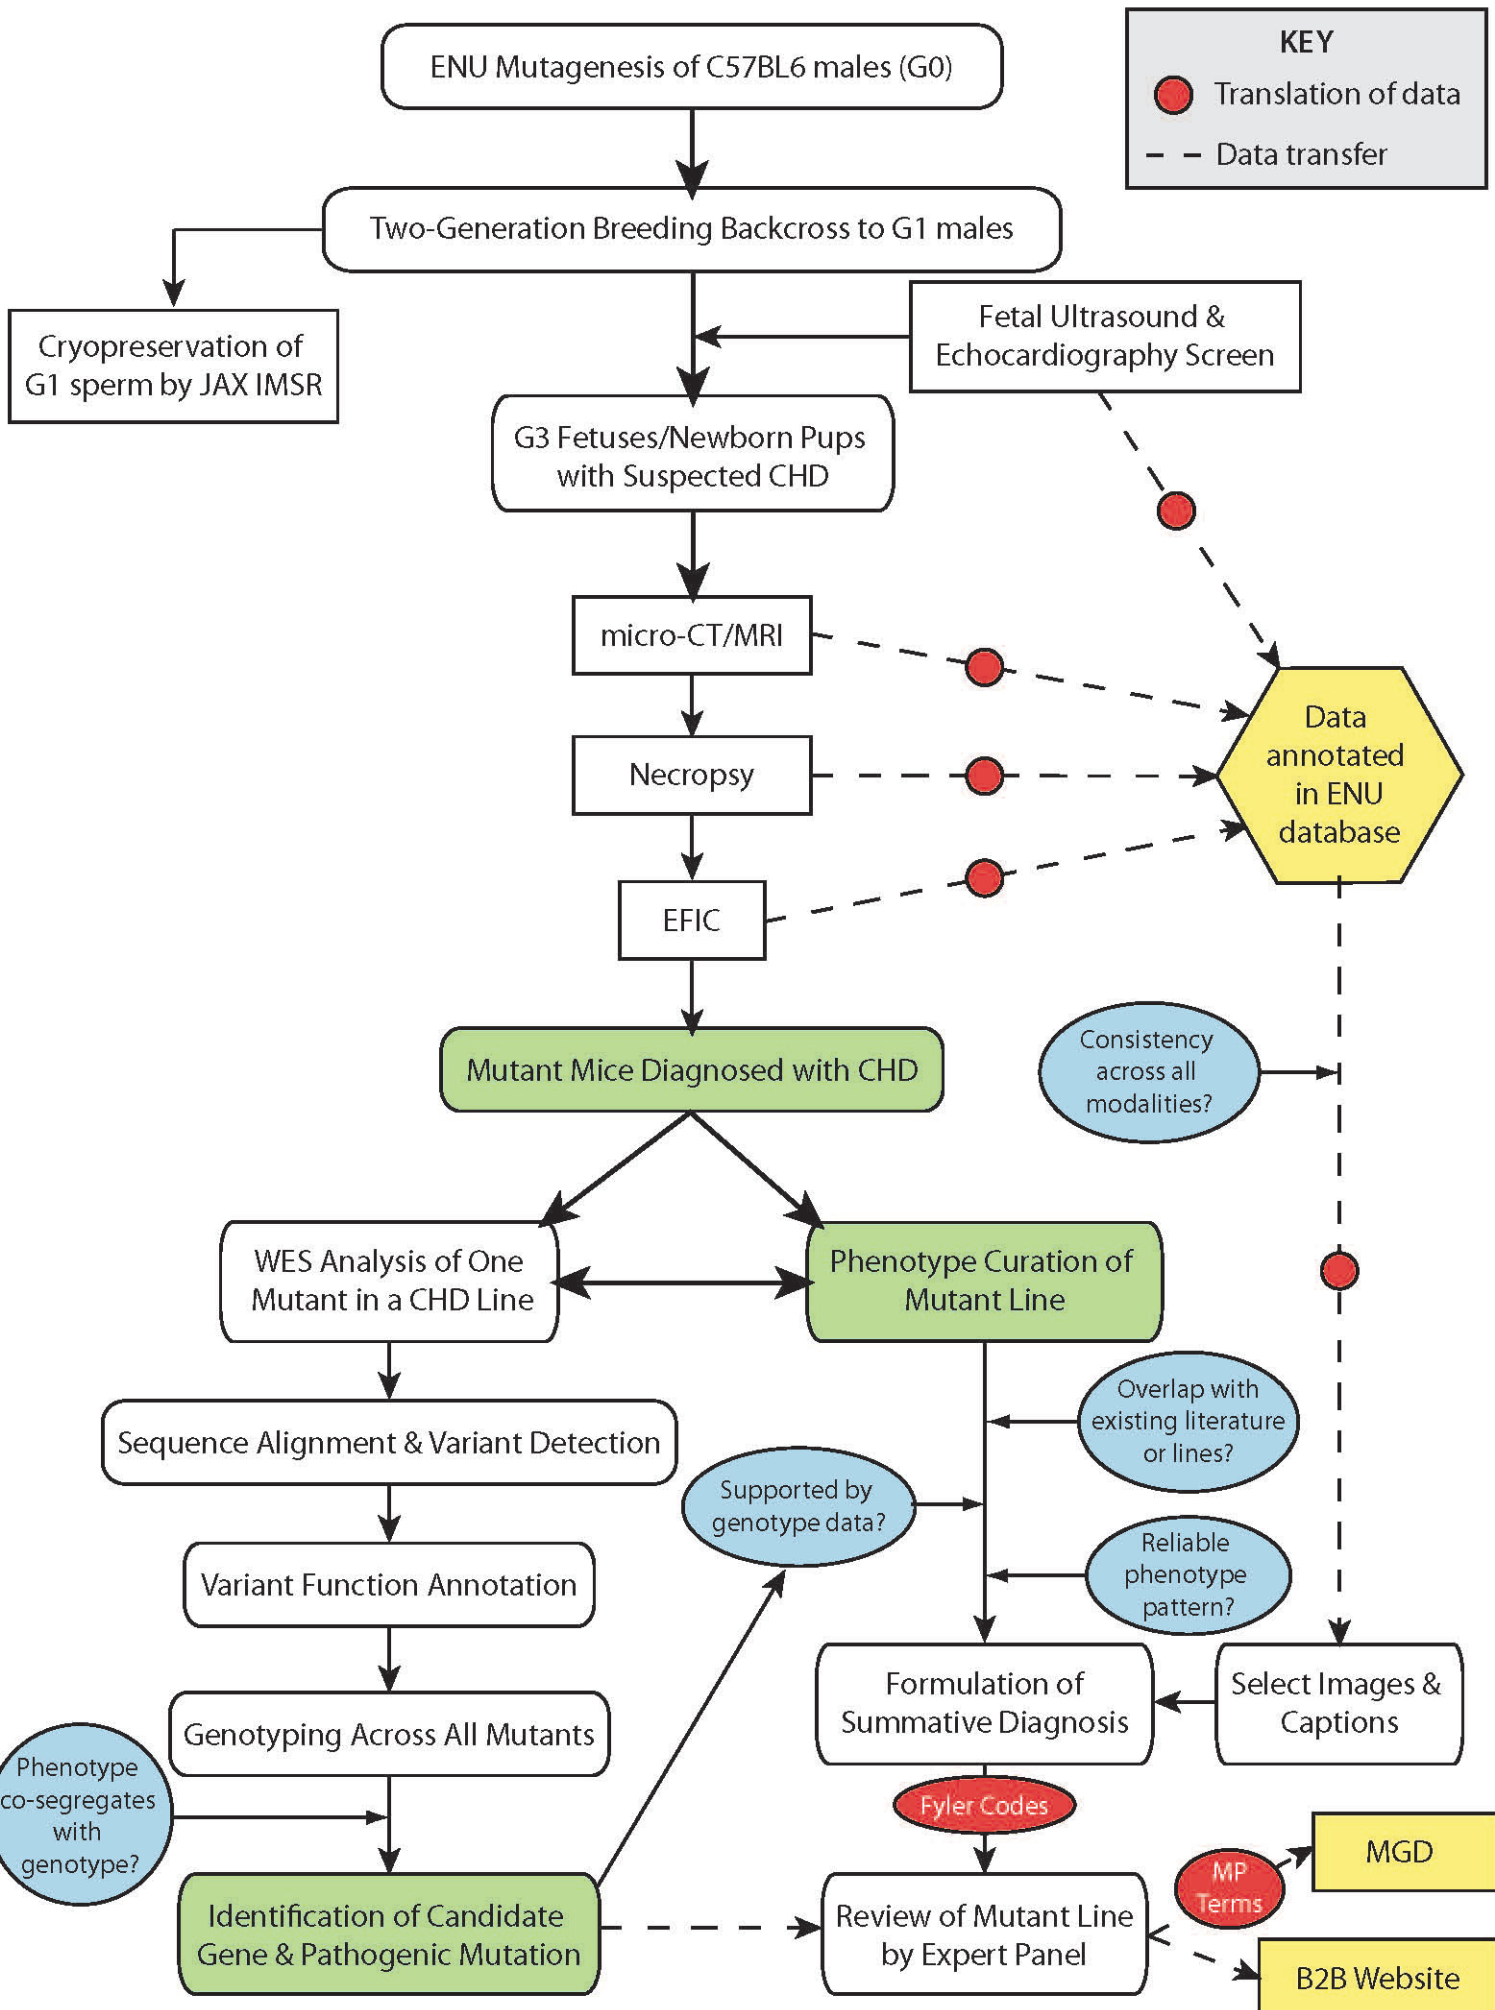 ENU Mutagenesis of C57BL6 males (G0)
KEY
Translation of data
Data transfer
Two-Generation Breeding Backcross to G1 males
Cryopreservation of
G1 sperm by JAX IMSR
Fetal Ultrasound &
Echocardiography Screen
G3 Fetuses/Newborn Pups
with Suspected CHD
micro-CT/MRI
Necropsy
EFIC
Data
annotated
in ENU
database
Mutant Mice Diagnosed with CHD
Consistency
across all
modalities?
WES Analysis of One
Mutant in a CHD Line
Phenotype Curation of
Mutant Line
Sequence Alignment & Variant Detection
Overlap with
existing literature
or lines?
Supported by
genotype data?
Variant Function Annotation
Reliable
phenotype
pattern?
Genotyping Across All Mutants
Formulation of
Summative Diagnosis
Select Images &
Captions
Phenotype
co-segregates
with
genotype?
Fyler Codes
Identification of Candidate
Gene & Pathogenic Mutation
Review of Mutant Line
by Expert Panel
MP
Terms
MGD
B2B Website